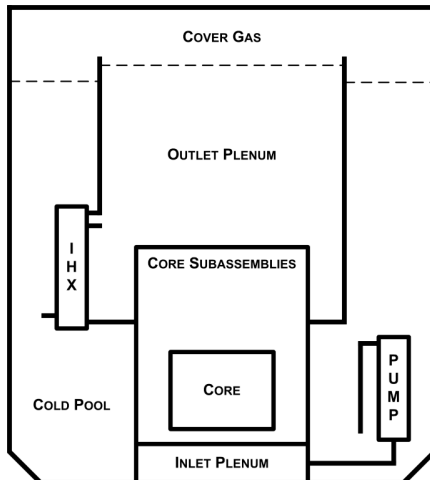 COVER GAS
OUTLET PLENUM
I
H
X
CORE SUBASSEMBLIES
CORE
COLD POOL
P
U
M
P
INLET PLENUM